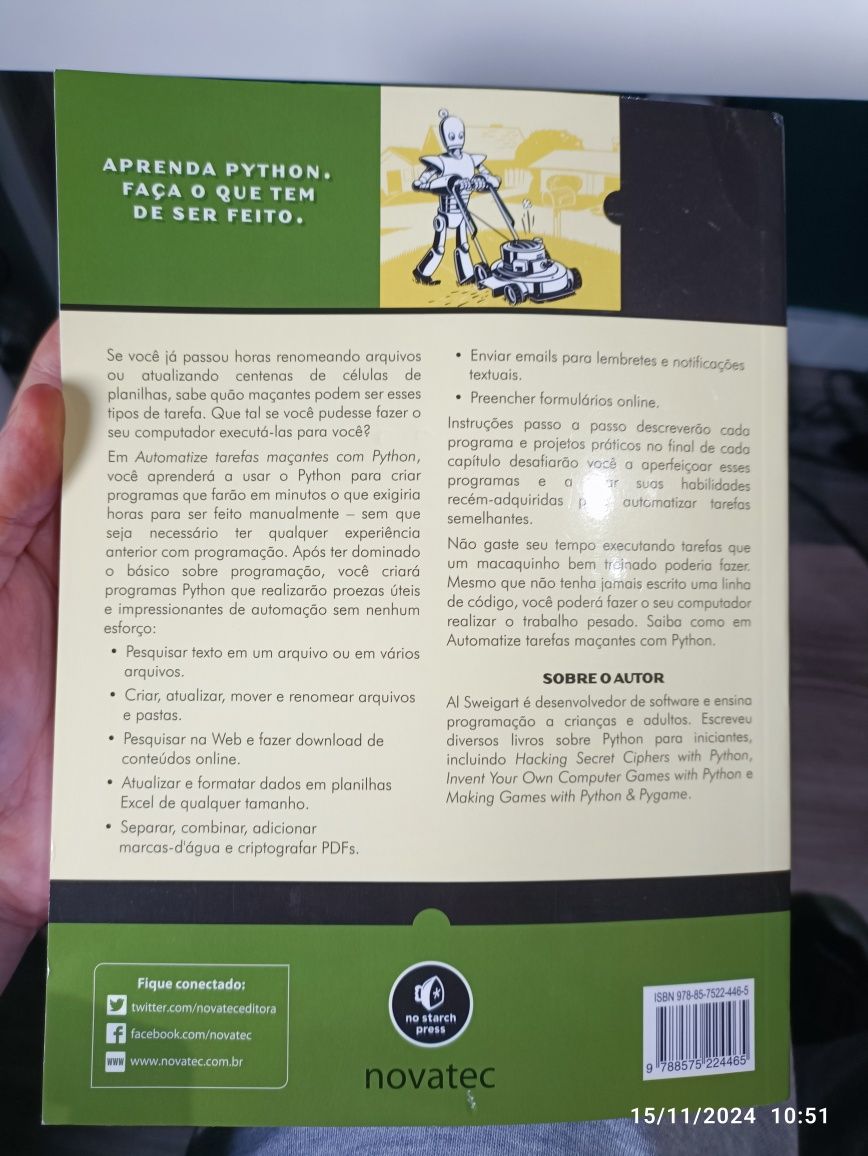 APRENDA PYTHON.
FAÇA O QUE TEM
DE SER FEITO.
Se você já passou horas renomeando arquivos
ou atualizando centenas de células de
planilhas, sabe quão maçantes podem ser esses
tipos de tarefa. Que tal se você pudesse fazer o
seu computador executá-las para você?
Em Automatize tarefas maçantes com Python,
você aprenderá a usar o Python para criar
programas que farão em minutos o que exigiria
horas para ser feito manualmente – sem que
seja necessário ter qualquer experiência
anterior com programação. Após ter dominado
o básico sobre programação, você criará
programas Python que realizarão proezas úteis
e impressionantes de automação sem nenhum
esforço:
• Pesquisar texto em um arquivo ou em vários
arquivos.
• Criar, atualizar, mover e renomear arquivos
e pastas.
• Pesquisar na Web e fazer download de
conteúdos online.
• Atualizar e formatar dados em planilhas
Excel de qualquer tamanho.
• Separar, combinar, adicionar
marcas-d'água e criptografar PDFs.
• Enviar emails para lembretes e notificações
textuais.
• Preencher formulários online.
Instruções passo a passo descreverão cada
programa e projetos práticos no final de cada
capítulo desafiarão você a aperfeiçoar esses
programas e a suas habilidades
recém-adquiridas automatizar tarefas
semelhantes.
Não gaste seu tempo executando tarefas que
um macaquinho bem treinado poderia fazer.
Mesmo que não tenha jamais escrito uma linha
de código, você poderá fazer o seu computador
realizar o trabalho pesado. Saiba como em
Automatize tarefas maçantes com Python.
SOBRE O AUTOR
Al Sweigart é desenvolvedor de software e ensina
programação a crianças e adultos. Escreveu
diversos livros sobre Python para iniciantes,
incluindo Hacking Secret Ciphers with Python,
Invent Your Own Computer Games with Python e
Making Games with Python & Pygame.
Fique conectado:
twitter.com/novateceditora
facebook.com/novatec
www www.novatec.com.br
no starch
press
novatec
ISBN 978-85-7522-446-5
9 788575 224465
15/11/2024 10:51